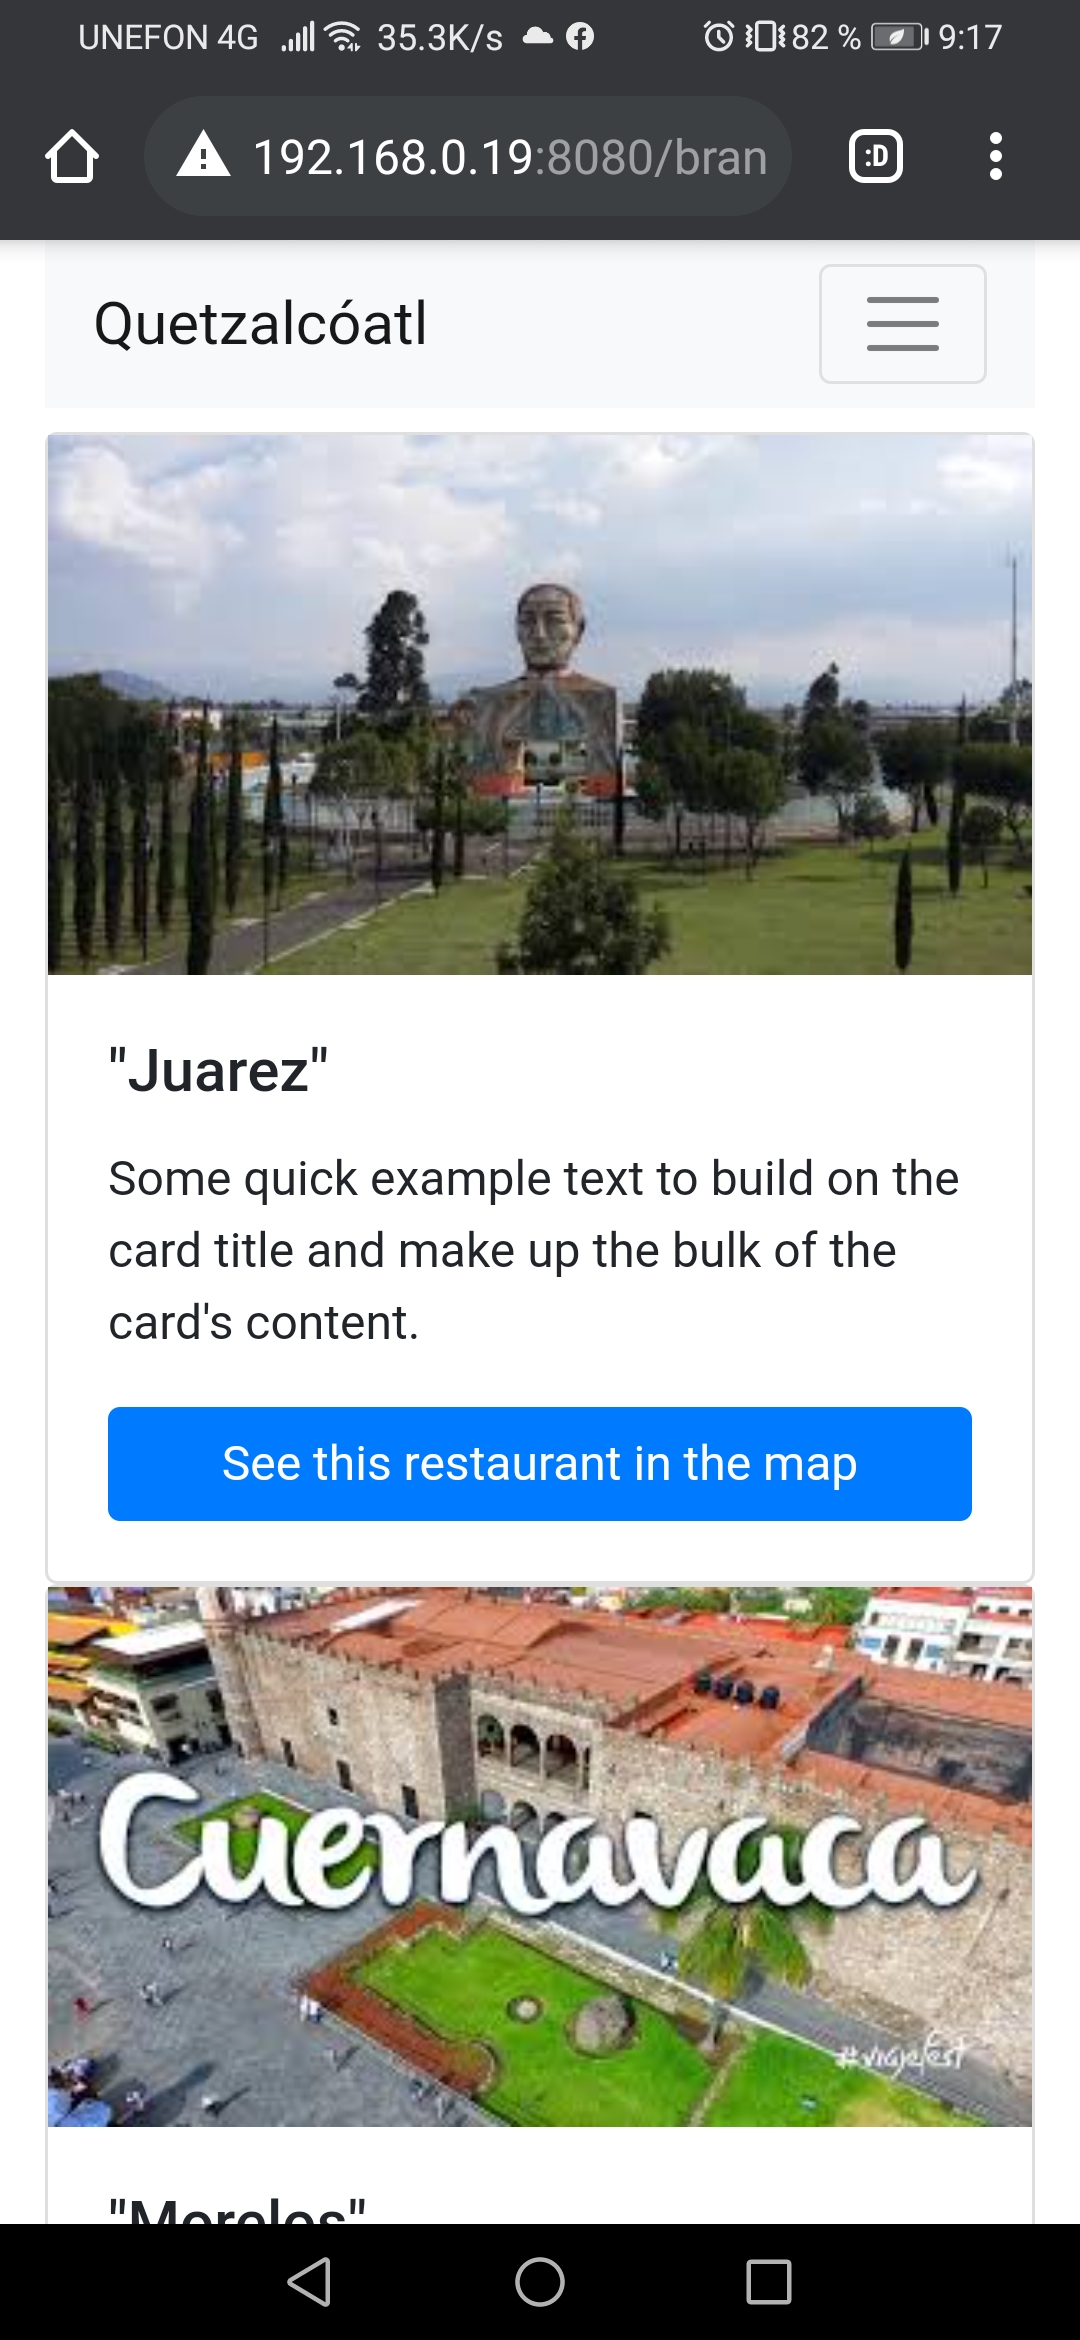 UNEFON 4G 35.3K/s 82 % 9:17
192.168.0.19:8080/bran
:D
Quetzalcóatl
"Juarez"
Some quick example text to build on the
card title and make up the bulk of the
card's content.
See this restaurant in the map
Cuernavaca
#viajefest
"Morelos"